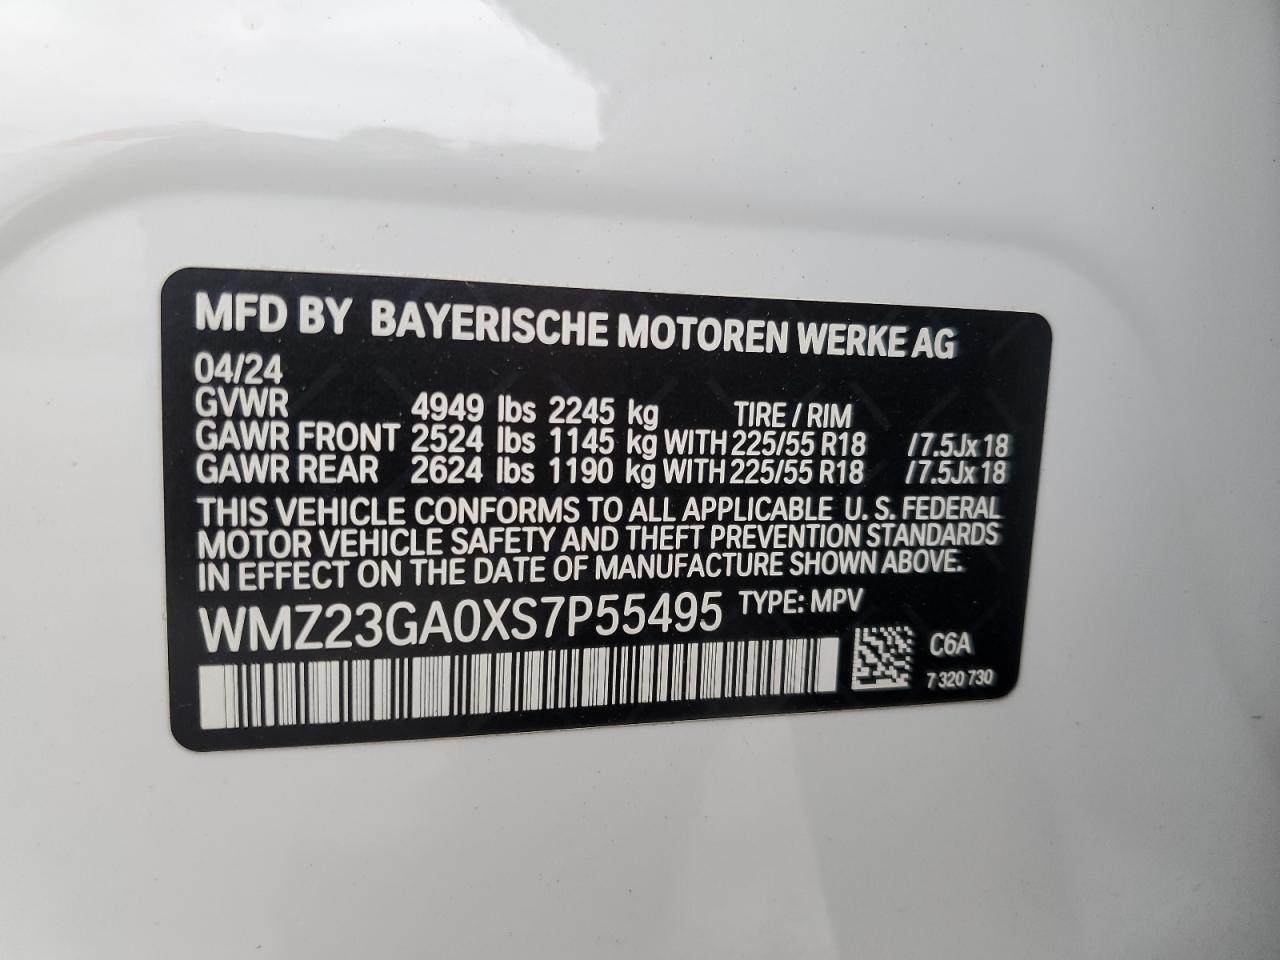 MFD BY BAYERISCHE MOTOREN WERKE AG
04/24
GVWR 4949 lbs 2245 kg TIRE / RIM
GAWR FRONT 2524 lbs 1145 kg WITH 225/55 R18 /7.5Jx18
GAWR REAR 2624 lbs 1190 kg WITH 225/55 R18 /7.5Jx18
THIS VEHICLE CONFORMS TO ALL APPLICABLE U. S. FEDERAL
MOTOR VEHICLE SAFETY AND THEFT PREVENTION STANDARDS
IN EFFECT ON THE DATE OF MANUFACTURE SHOWN ABOVE.
WMZ23GA0XS7P55495 TYPE: MPV
C6A
7 320 730